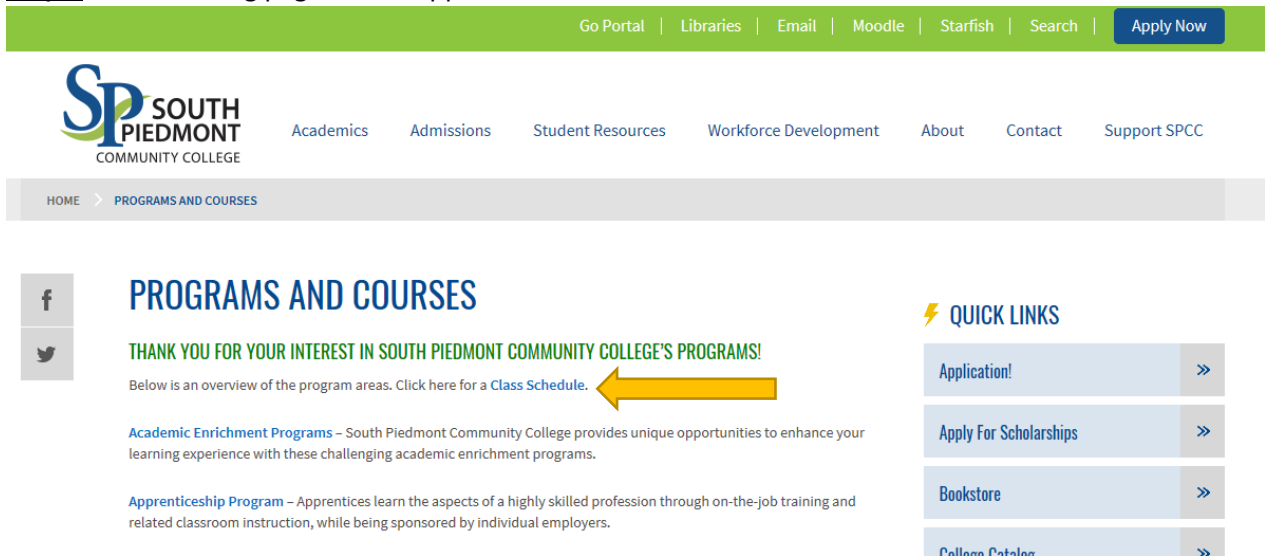 Go Portal | Libraries | Email | Moodle | Starfish | Search | Apply Now
SP SOUTH
PIEDMONT
COMMUNITY COLLEGE
Academics Admissions Student Resources Workforce Development About Contact Support SPCC
HOME > PROGRAMS AND COURSES
f
PROGRAMS AND COURSES
THANK YOU FOR YOUR INTEREST IN SOUTH PIEDMONT COMMUNITY COLLEGE'S PROGRAMS!
Below is an overview of the program areas. Click here for a Class Schedule.
Academic Enrichment Programs – South Piedmont Community College provides unique opportunities to enhance your
learning experience with these challenging academic enrichment programs.
Apprenticeship Program – Apprentices learn the aspects of a highly skilled profession through on-the-job training and
related classroom instruction, while being sponsored by individual employers.
QUICK LINKS
Application! »
Apply For Scholarships »
Bookstore »
College Catalog »